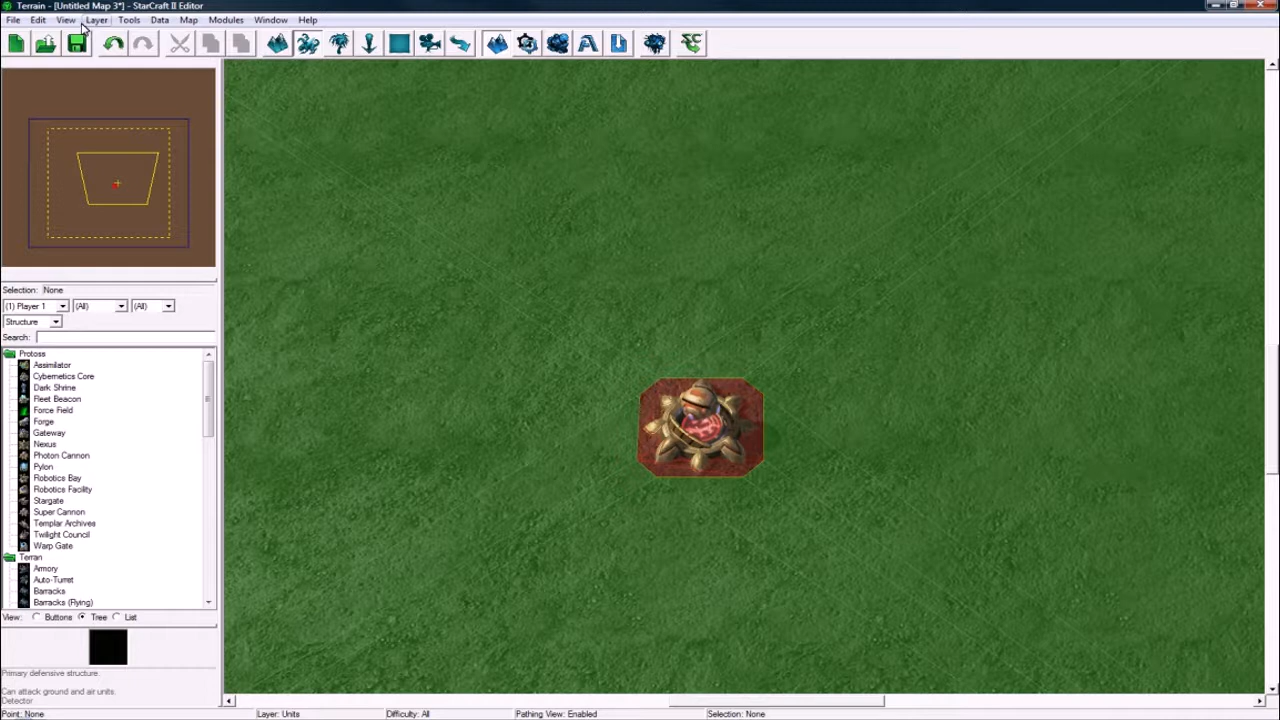 Terrain - [Untitled Map 3*] - StarCraft II Editor
File Edit View Layer Tools Data Map Modules Window Help
Selection: None
(1) Player 1 (All) (All)
Structure
Search:
Protoss
Assimilator
Cybernetics Core
Dark Shrine
Fleet Beacon
Force Field
Forge
Gateway
Nexus
Photon Cannon
Pylon
Robotics Bay
Robotics Facility
Stargate
Super Cannon
Templar Archives
Twilight Council
Warp Gate
Terran
Armory
Auto-Turret
Barracks
Barracks (Flying)
View: Buttons Tree List
Primary defensive structure.
Can attack ground and air units.
Detector
Point: None Layer: Units Difficulty: All Pathing View: Enabled Selection: None